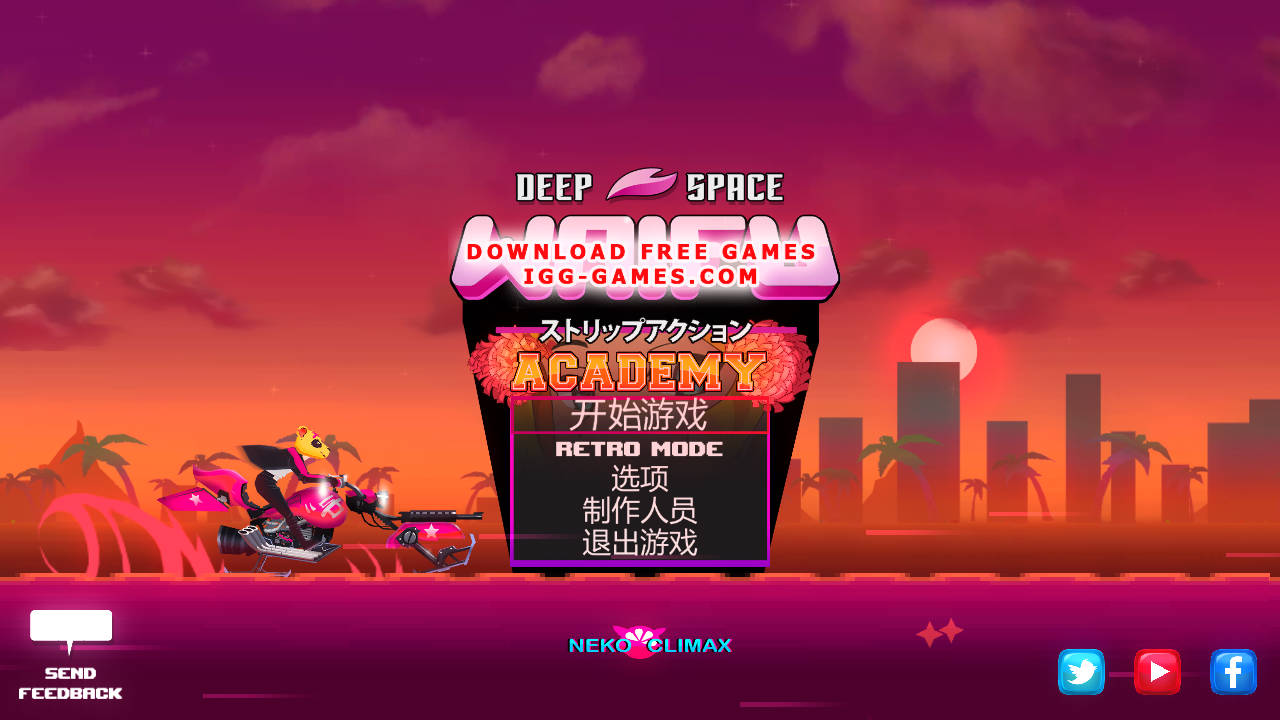 DEEP SPACE
WAIFU
DOWNLOAD FREE GAMES
IGG-GAMES.COM
ストリップアクション
ACADEMY
开始游戏
RETRO MODE
选项
制作人员
退出游戏
NEKO CLIMAX
SEND
FEEDBACK